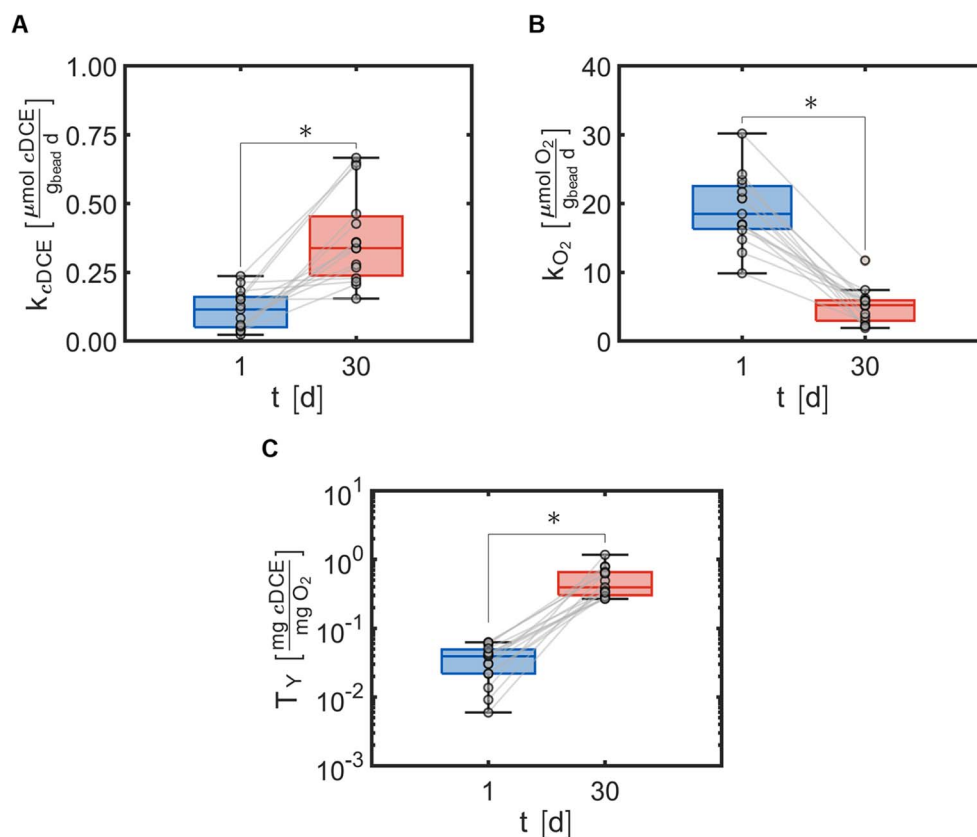 A
1.00
0.75
0.50
0.25
0.00
k_cDCE [ μmol cDCE / g_bead d ]
*
1
30
t [d]
B
40
30
20
10
0
k_O2 [ μmol O2 / g_bead d ]
*
1
30
t [d]
C
10^1
10^0
10^-1
10^-2
10^-3
T_Y [ mg cDCE / mg O2 ]
*
1
30
t [d]